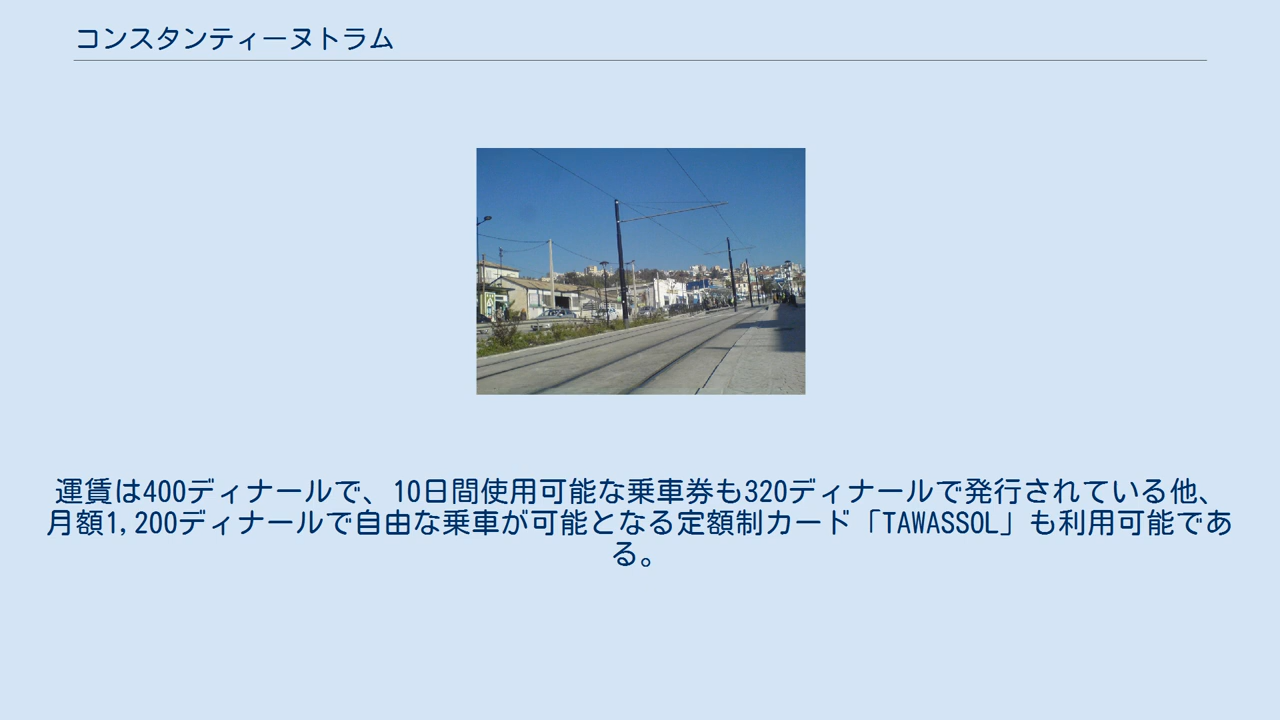 コンスタンティーヌトラム
運賃は400ディナールで、10日間使用可能な乗車券も320ディナールで発行されている他、
月額1,200ディナールで自由な乗車が可能となる定額制カード「TAWASSOL」も利用可能であ
る。